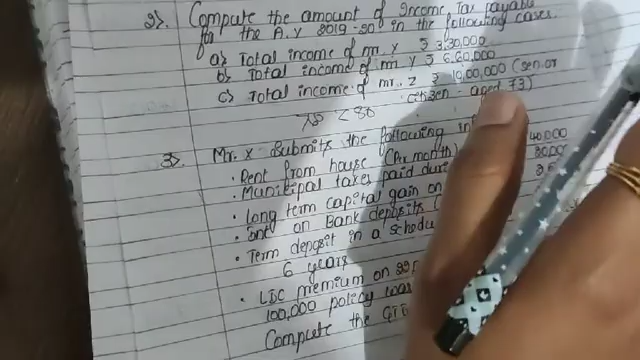 2). Compute the amount of Income Tax payable
for the A.Y 2019-20 in the following cases.
a) Total income of mr. X ₹ 3,30,000
b) Total income of mr Y ₹ 6,60,000
c) Total income of mr. Z ₹ 10,00,000 (senior
citizen - aged 73)
<80
3). Mr. X Submits the following
40,000
• Rent from house (Per month)
• Municipal taxes paid
• Long term capital gain on
• Int on Bank deposits (
• Term deposit in a
6 years
• LIC premium on
100,000 policy was
Compute the GTI